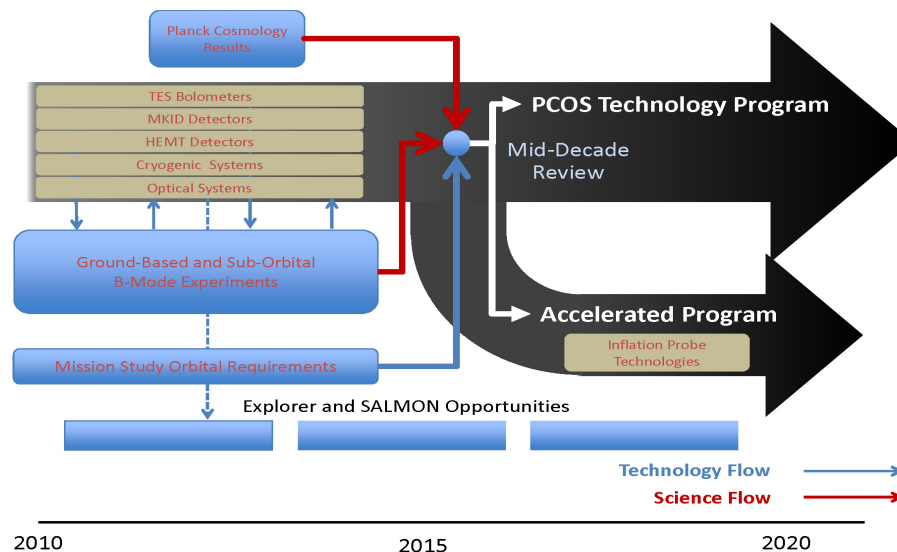 Planck Cosmology
Results
TES Bolometers
MKID Detectors
HEMT Detectors
Cryogenic Systems
Optical Systems
PCOS Technology Program
Mid-Decade
Review
Ground-Based and Sub-Orbital
B-Mode Experiments
Accelerated Program
Inflation Probe
Technologies
Mission Study Orbital Requirements
Explorer and SALMON Opportunities
Technology Flow
Science Flow
2010
2015
2020